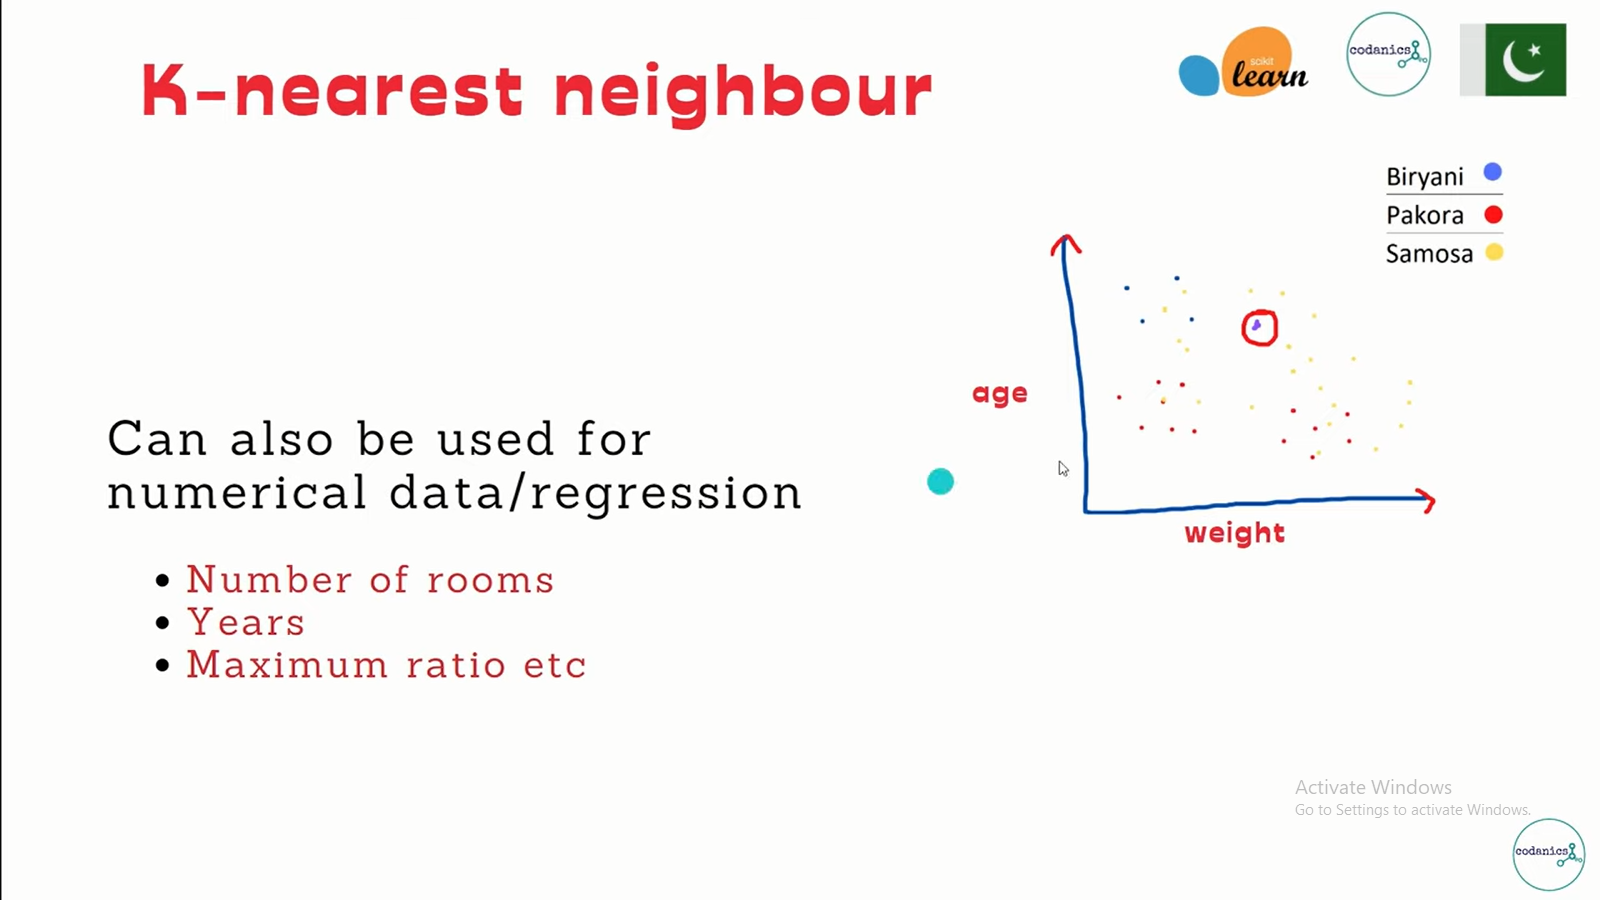 K-nearest neighbour
scikit
learn
codanics
Biryani
Pakora
Samosa
age
weight
Can also be used for
numerical data/regression
Number of rooms
Years
Maximum ratio etc
Activate Windows
Go to Settings to activate Windows.
codanics